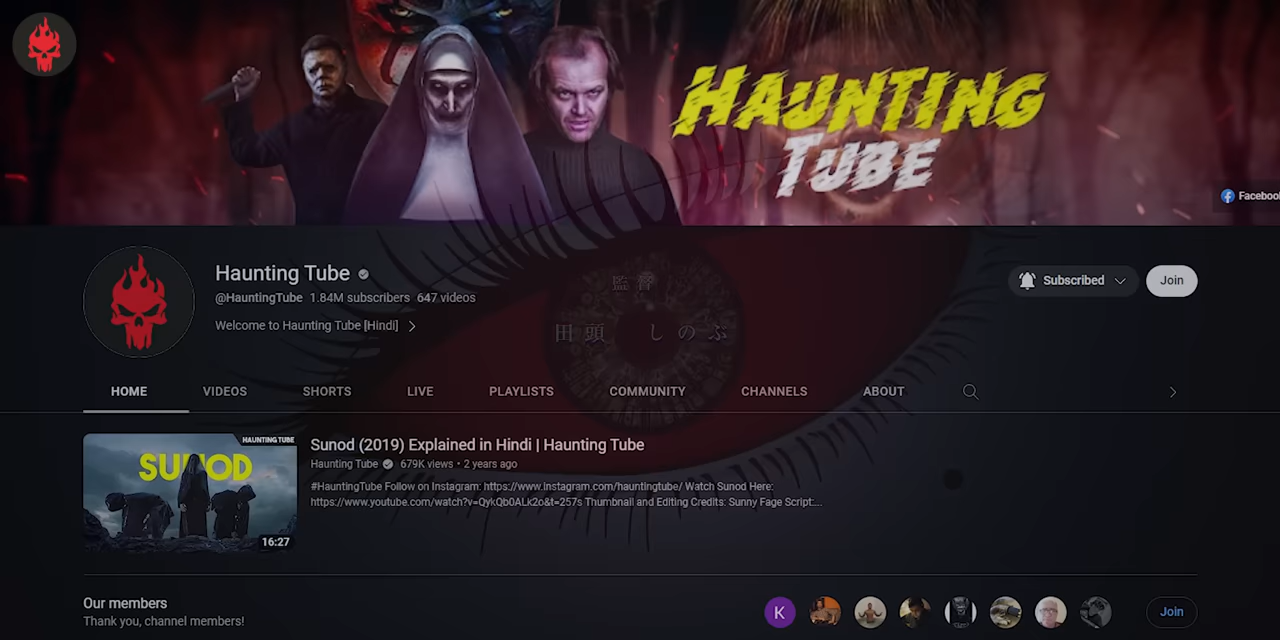 HAUNTING
TUBE
Facebook
Haunting Tube
@HauntingTube 1.84M subscribers 647 videos
Welcome to Haunting Tube [Hindi]
Subscribed
Join
監督
田頭 しのぶ
HOME VIDEOS SHORTS LIVE PLAYLISTS COMMUNITY CHANNELS ABOUT
HAUNTING TUBE
SUNOD
16:27
Sunod (2019) Explained in Hindi | Haunting Tube
Haunting Tube 679K views • 2 years ago
#HauntingTube Follow on Instagram: https://www.instagram.com/hauntingtube/ Watch Sunod Here:
https://www.youtube.com/watch?v=QykQb0ALk2o&t=257s Thumbnail and Editing Credits: Sunny Fage Script:...
Our members
Thank you, channel members!
K
Join